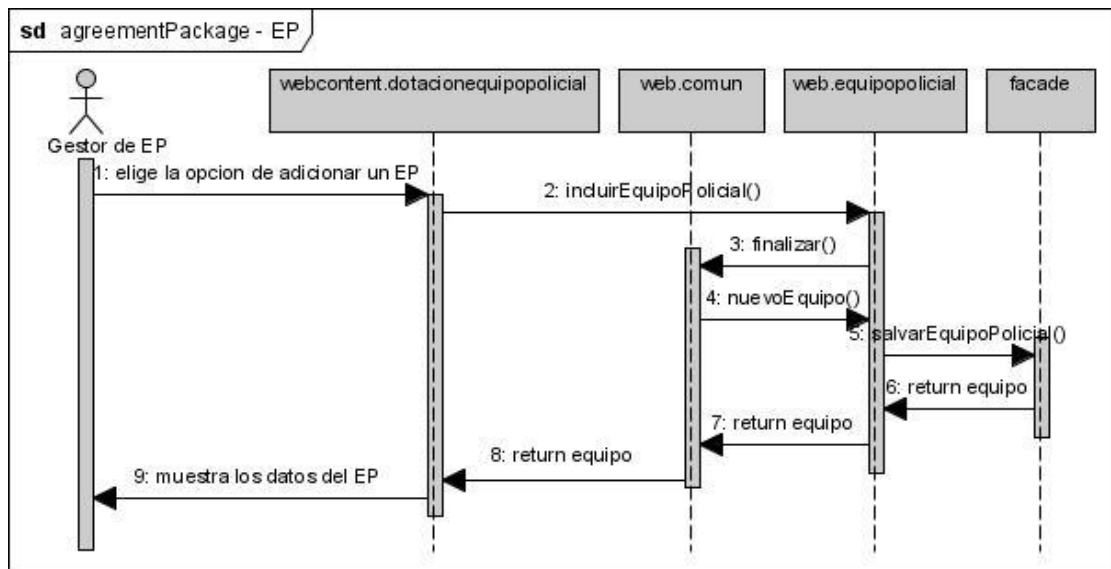 sd agreementPackage - EP
webcontent.dotacionequipopolicial
web.comun
web.equipopolicial
facade
Gestor de EP
1: elige la opcion de adicionar un EP
2: incluirEquipoPolicial()
3: finalizar()
4: nuevoEquipo()
5: salvarEquipoPolicial()
6: return equipo
7: return equipo
8: return equipo
9: muestra los datos del EP